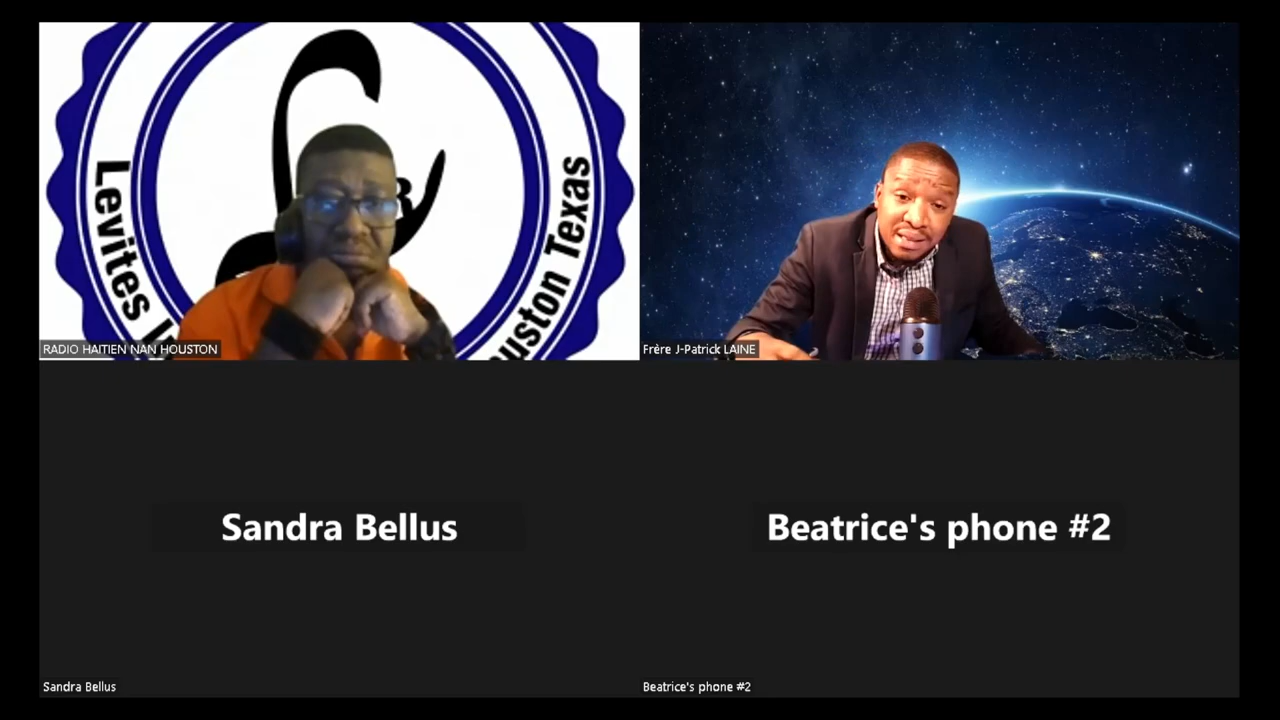 Levites
Houston Texas
RADIO HAITIEN NAN HOUSTON
Frère J-Patrick LAINE
Sandra Bellus
Beatrice's phone #2
Sandra Bellus
Beatrice's phone #2